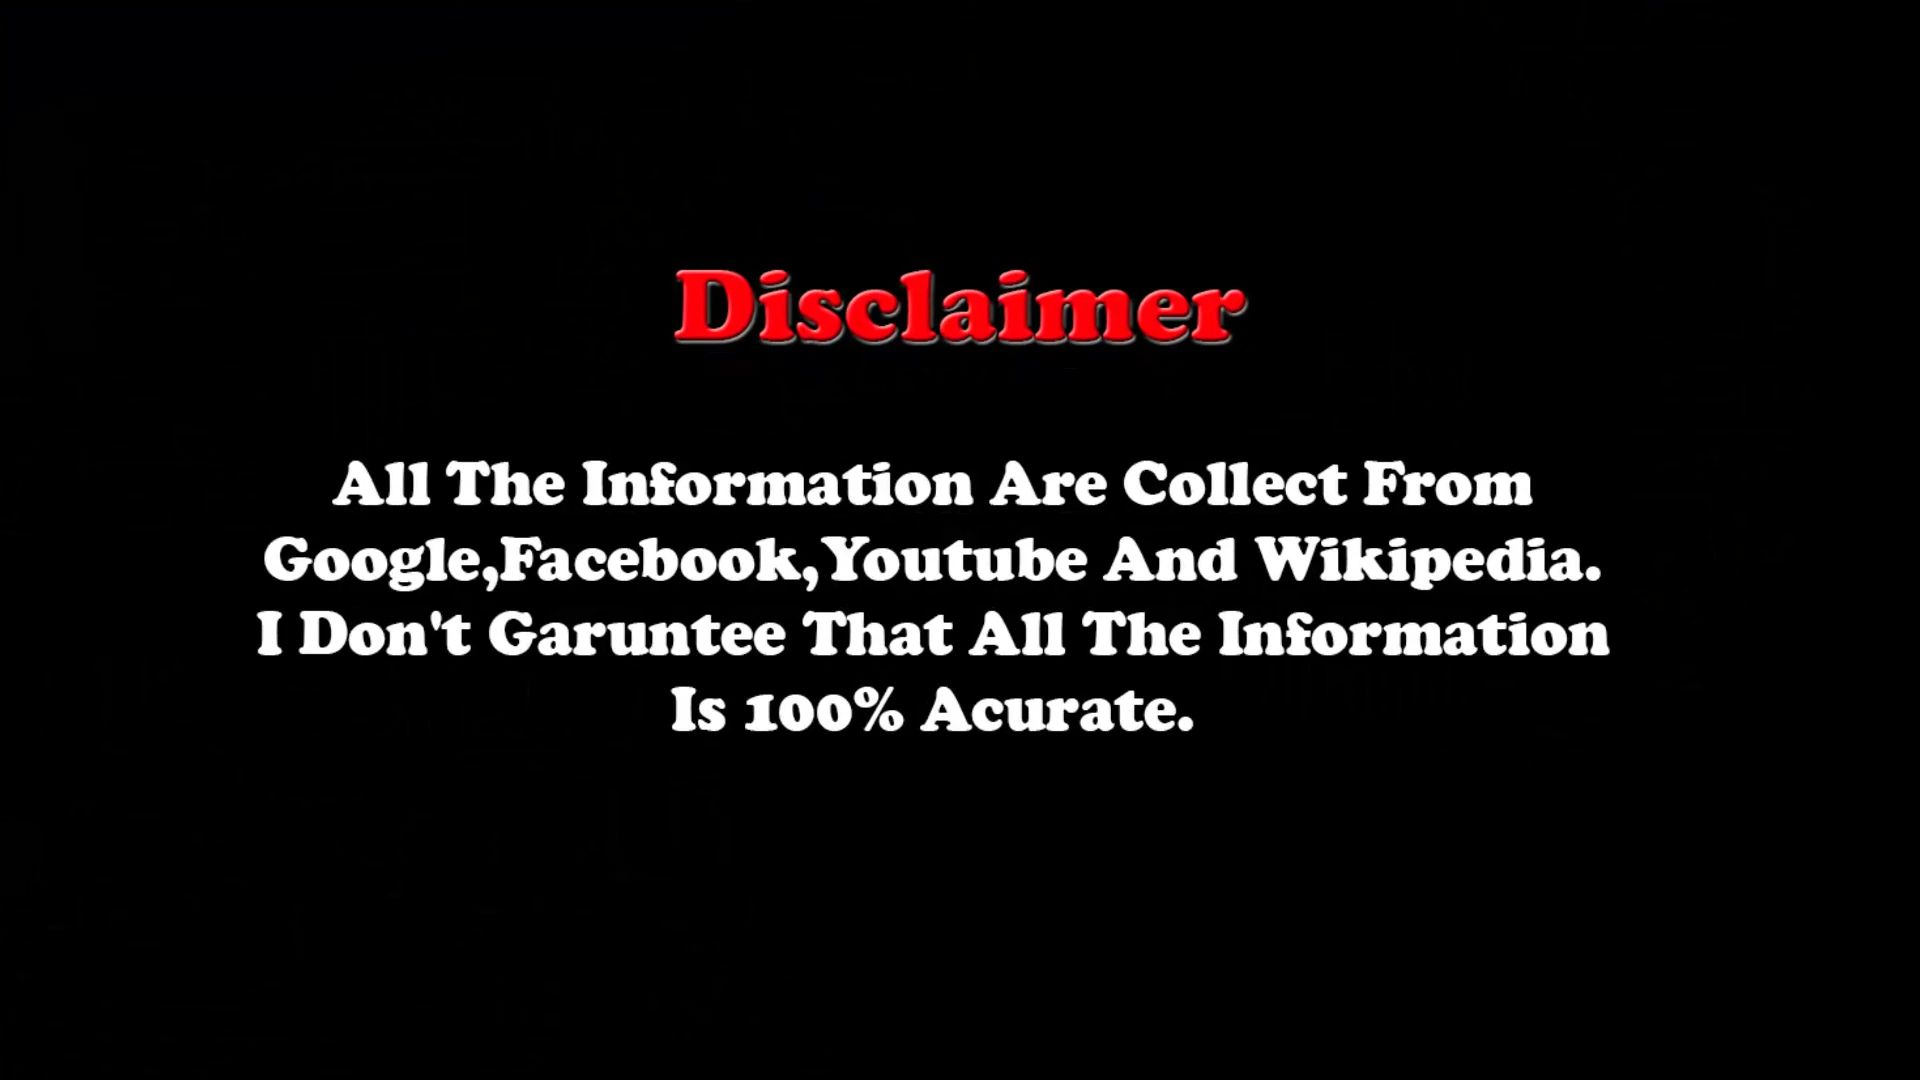 Disclaimer
All The Information Are Collect From
Google,Facebook,Youtube And Wikipedia.
I Don't Garuntee That All The Information
Is 100% Acurate.